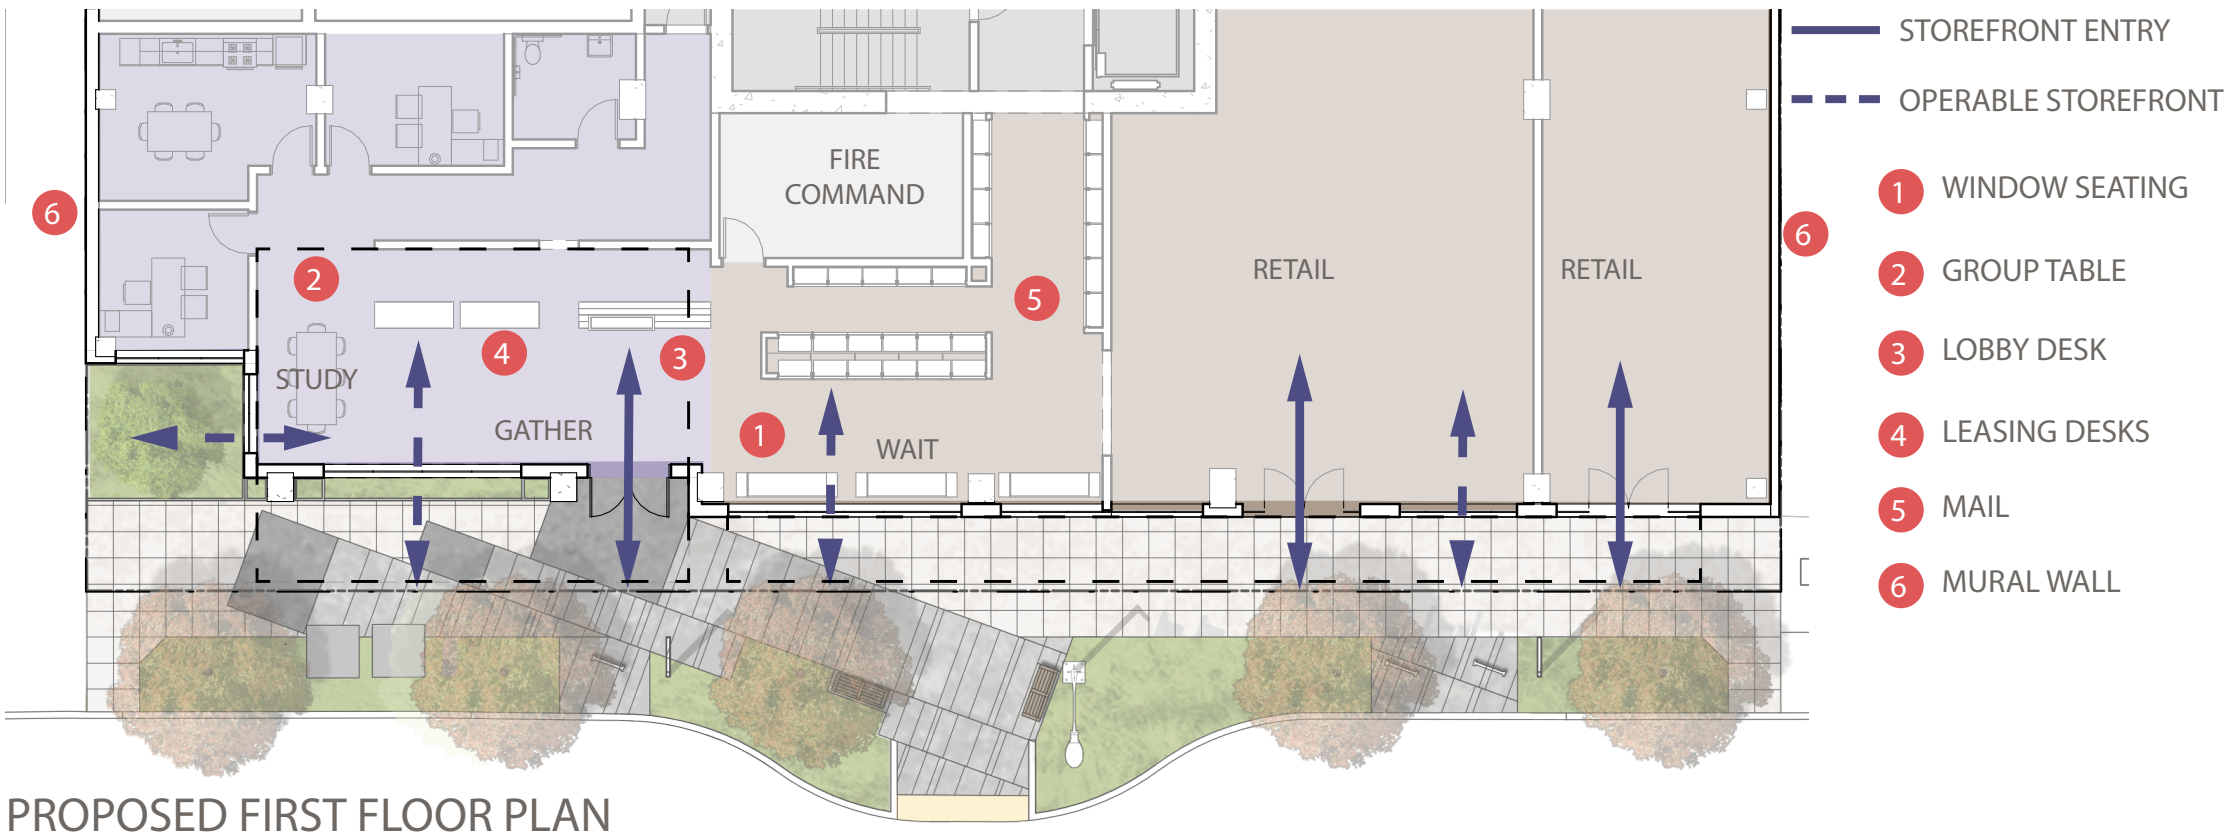 STOREFRONT ENTRY
OPERABLE STOREFRONT
FIRE
COMMAND
1 WINDOW SEATING
6
6
2
RETAIL
RETAIL
2 GROUP TABLE
5
4
3
3 LOBBY DESK
STUDY
GATHER
1
WAIT
4 LEASING DESKS
5 MAIL
6 MURAL WALL
PROPOSED FIRST FLOOR PLAN